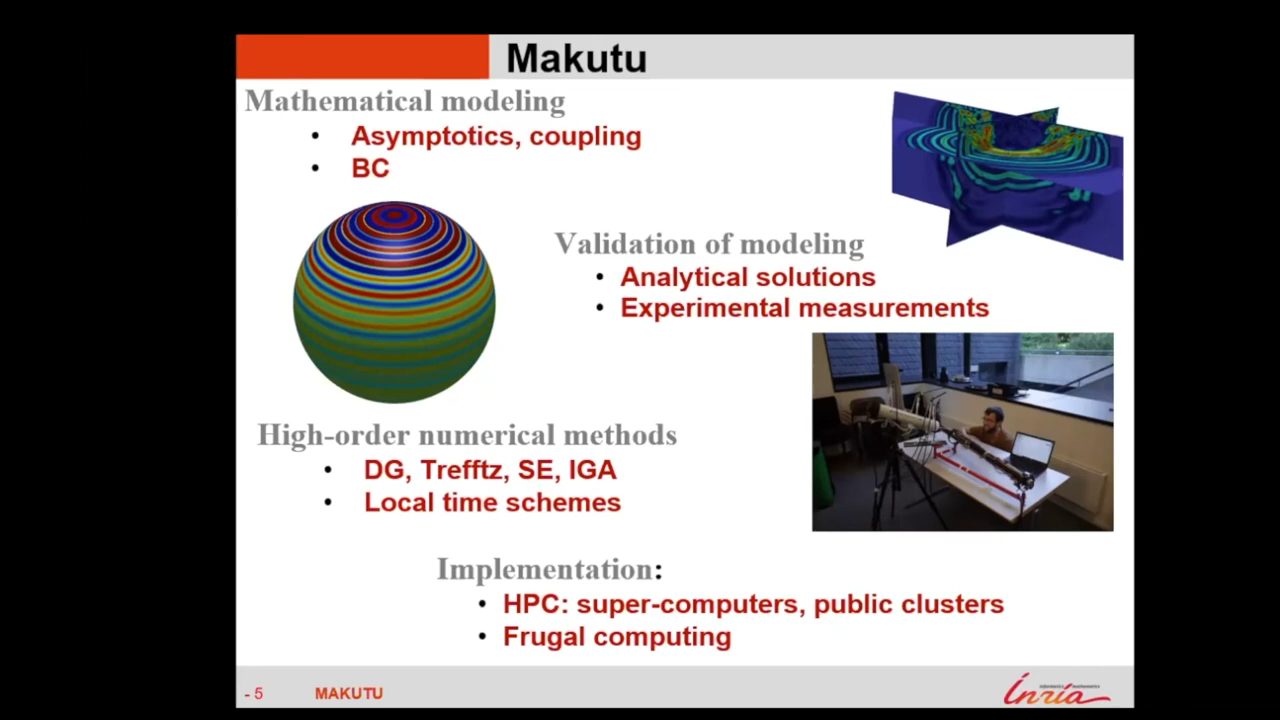 Makutu
Mathematical modeling
• Asymptotics, coupling
• BC
Validation of modeling
• Analytical solutions
• Experimental measurements
High-order numerical methods
• DG, Trefftz, SE, IGA
• Local time schemes
Implementation:
• HPC: super-computers, public clusters
• Frugal computing
- 5 MAKUTU
Inria